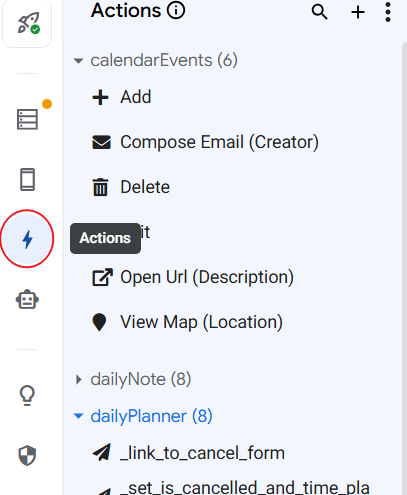 Actions
calendarEvents (6)
Add
Compose Email (Creator)
Delete
Actions
Open Url (Description)
View Map (Location)
dailyNote (8)
dailyPlanner (8)
_link_to_cancel_form
_set_is_cancelled_and_time_pla